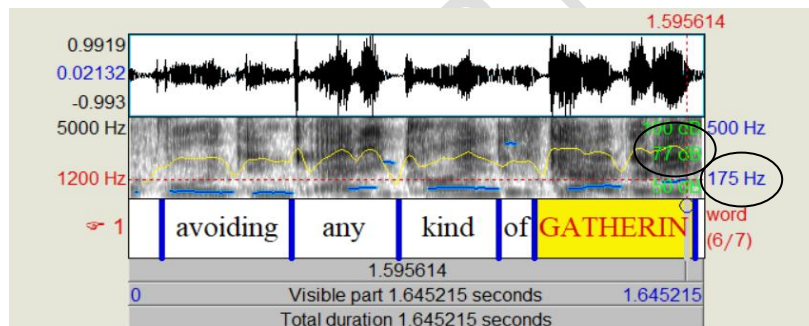 1.595614
0.9919
0.02132
-0.993
5000 Hz 100 dB 500 Hz
77 dB
1200 Hz 175 Hz
1 avoiding any kind of GATHERIN word
(6/7)
1.595614
0 Visible part 1.645215 seconds 1.645215
Total duration 1.645215 seconds